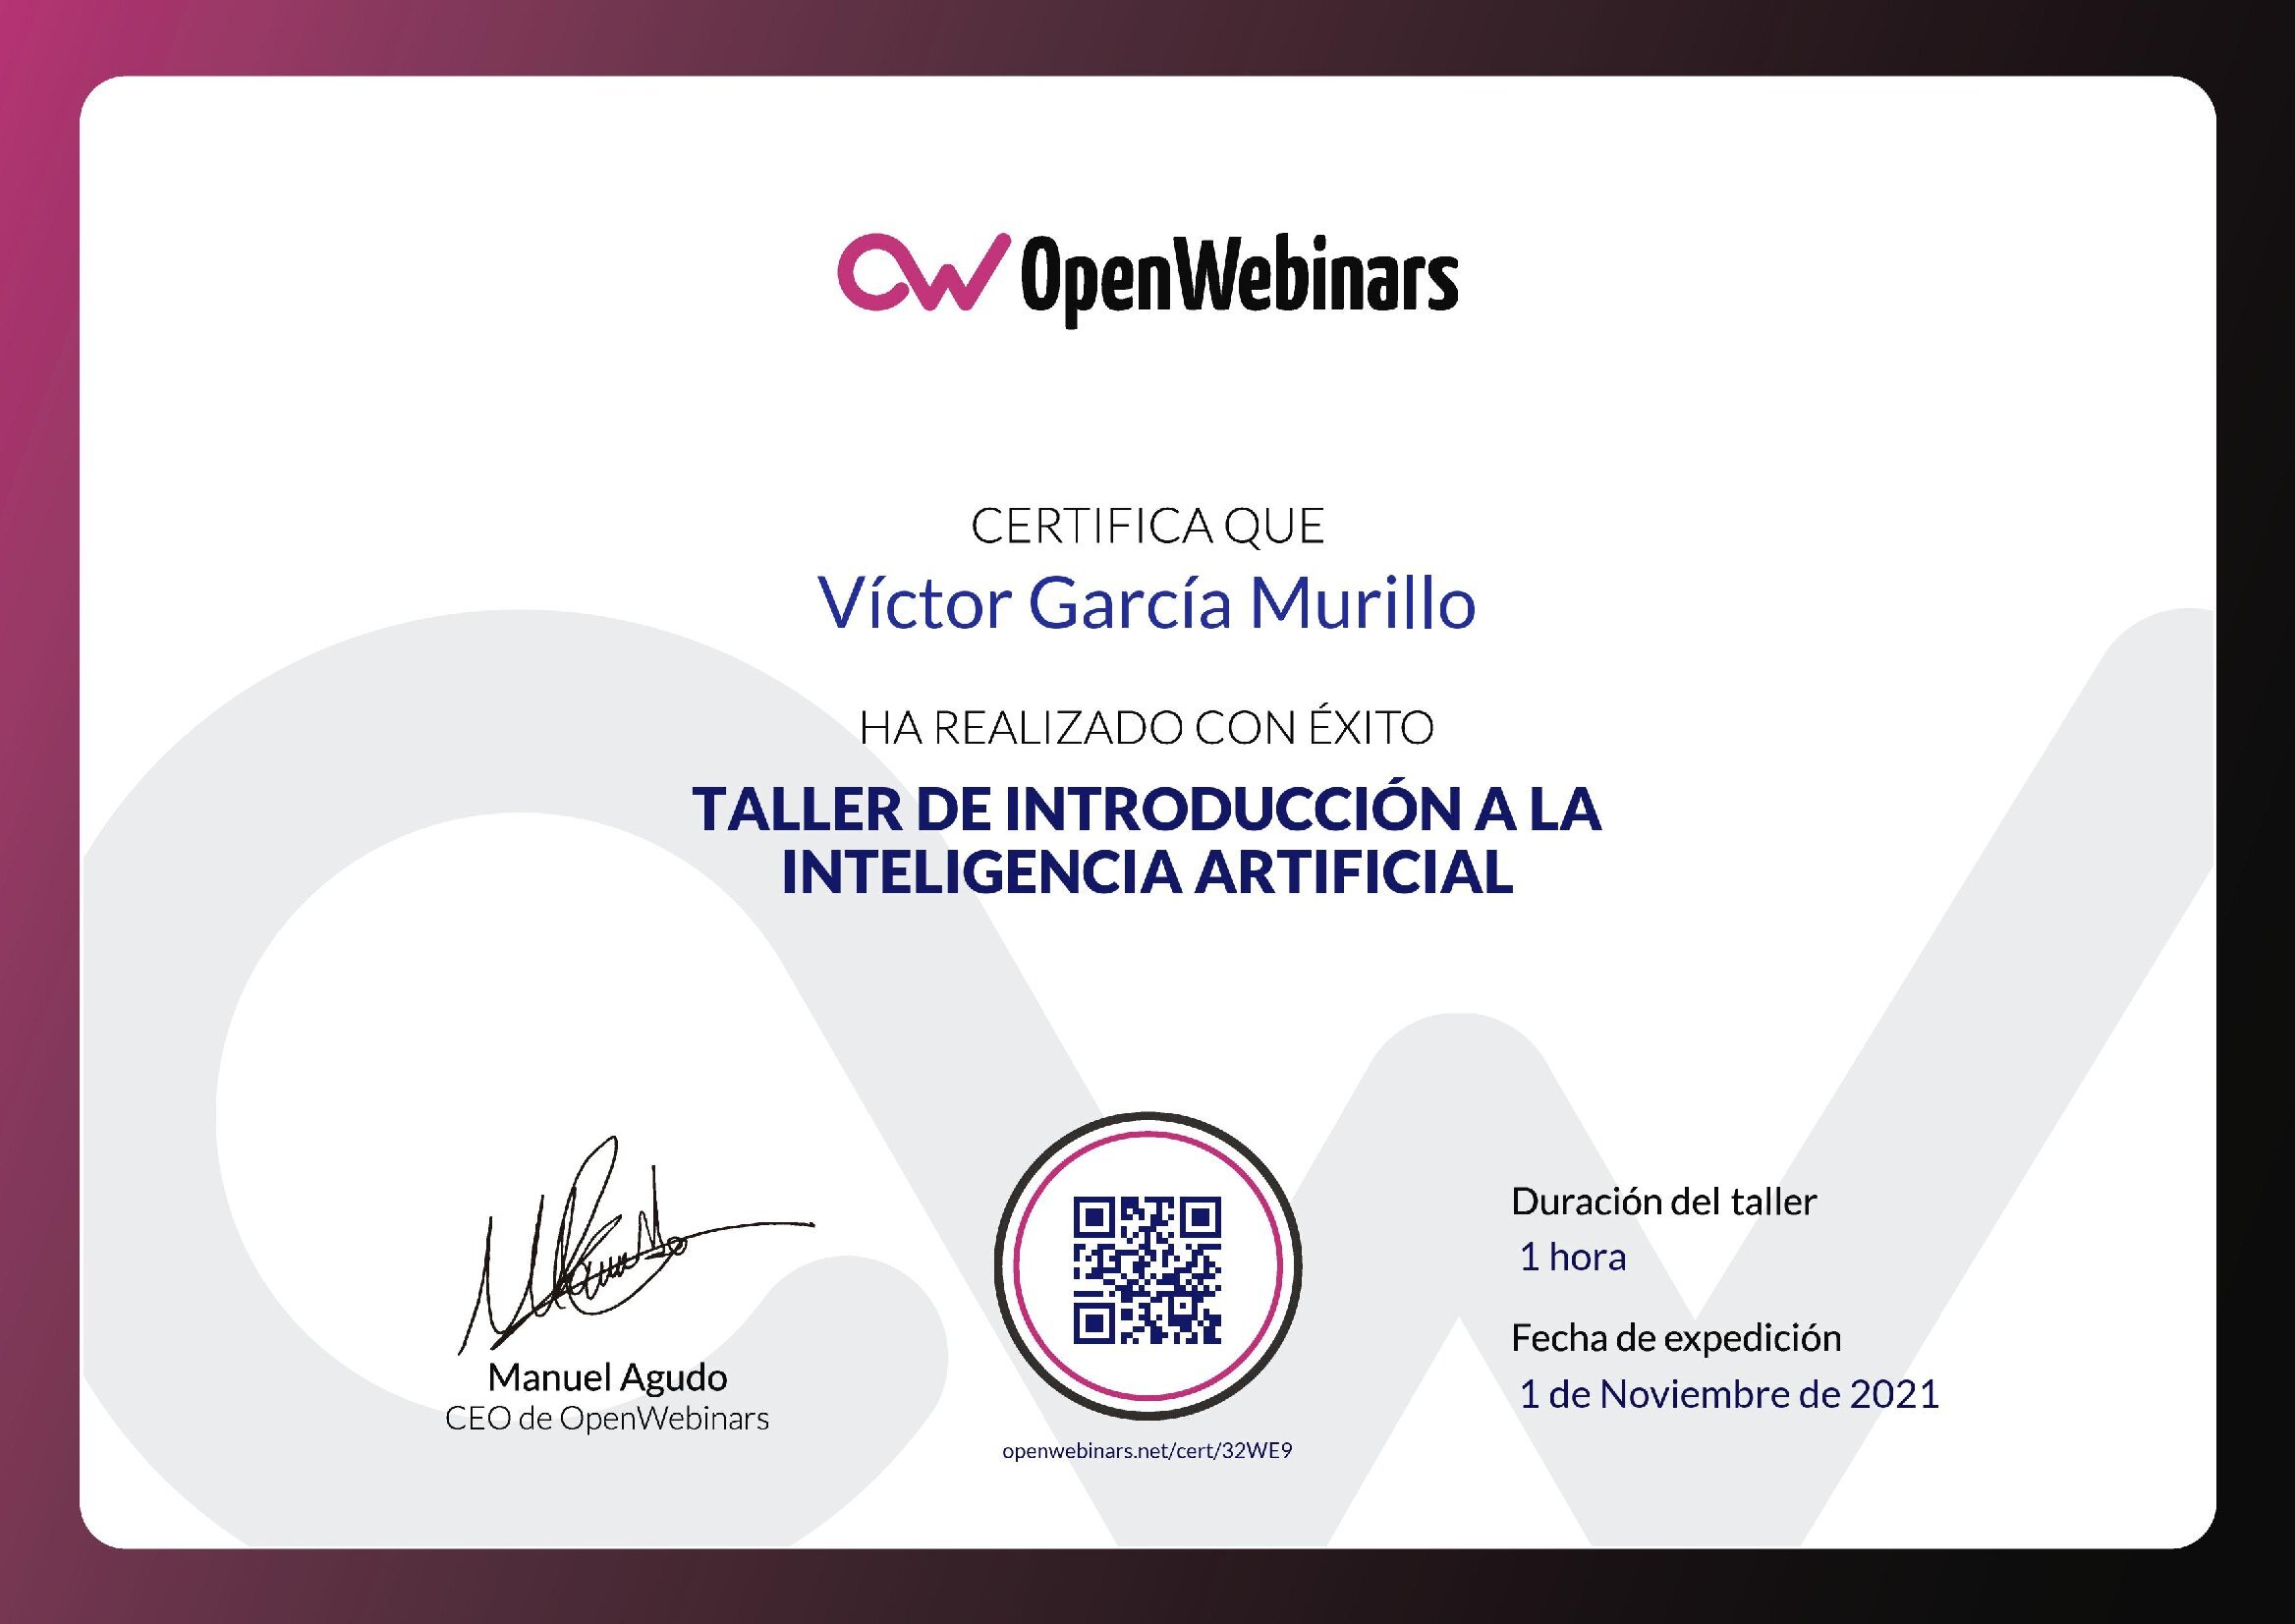 OpenWebinars
CERTIFICA QUE
Víctor García Murillo
HA REALIZADO CON ÉXITO
TALLER DE INTRODUCCIÓN A LA
INTELIGENCIA ARTIFICIAL
Manuel Agudo
CEO de OpenWebinars
openwebinars.net/cert/32WE9
Duración del taller
1 hora
Fecha de expedición
1 de Noviembre de 2021